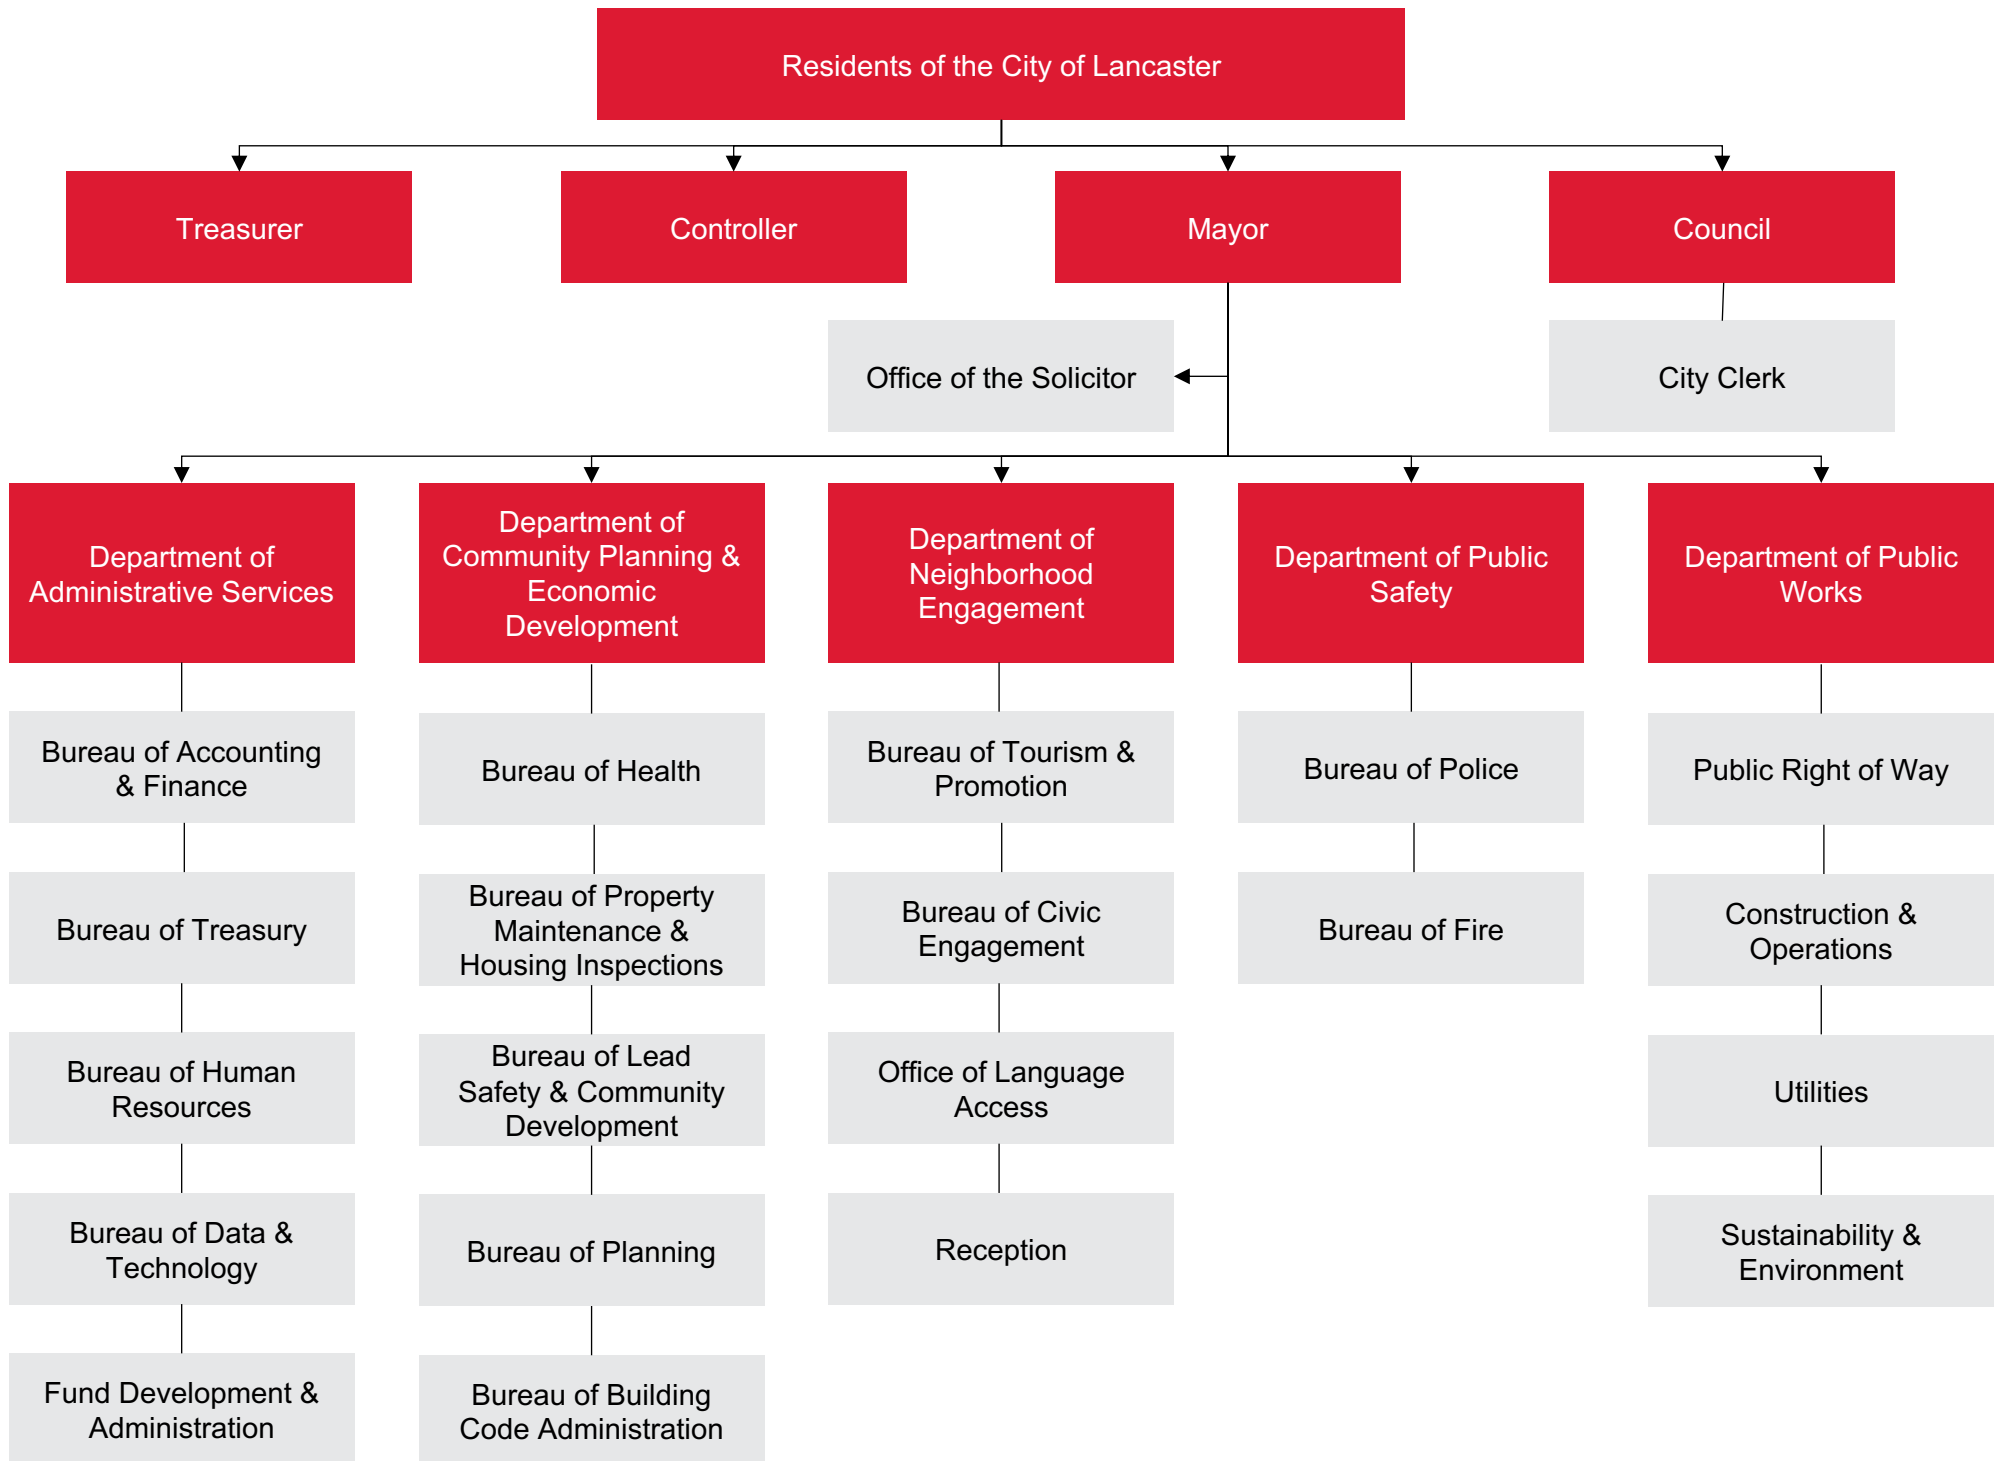 Residents of the City of Lancaster
Treasurer
Controller
Mayor
Council
Office of the Solicitor
City Clerk
Department of
Administrative Services
Department of
Community Planning &
Economic
Development
Department of
Neighborhood
Engagement
Department of Public
Safety
Department of Public
Works
Bureau of Accounting
& Finance
Bureau of Treasury
Bureau of Human
Resources
Bureau of Data &
Technology
Fund Development &
Administration
Bureau of Health
Bureau of Property
Maintenance &
Housing Inspections
Bureau of Lead
Safety & Community
Development
Bureau of Planning
Bureau of Building
Code Administration
Bureau of Tourism &
Promotion
Bureau of Civic
Engagement
Office of Language
Access
Reception
Bureau of Police
Bureau of Fire
Public Right of Way
Construction &
Operations
Utilities
Sustainability &
Environment